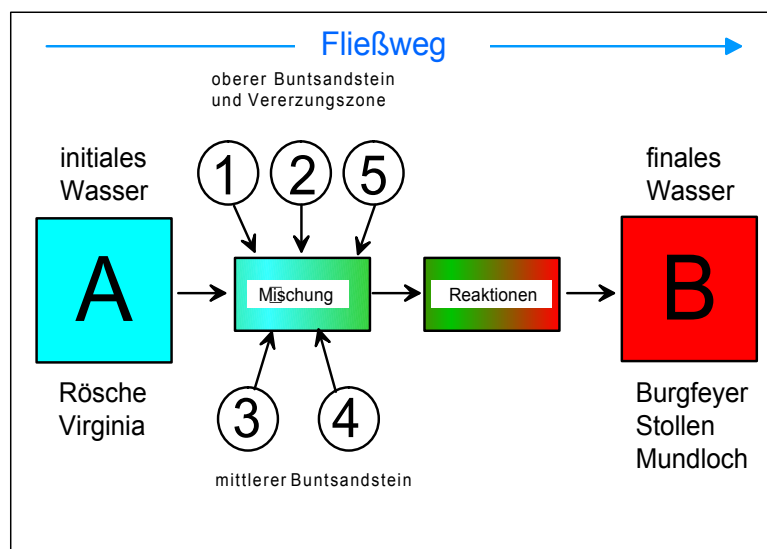 Fließweg
oberer Buntsandstein
und Vererzungszone
initiales
Wasser
1
2
5
finales
Wasser
A
Mischung
Reaktionen
B
Rösche
Virginia
3
4
Burgfeyer
Stollen
Mundloch
mittlerer Buntsandstein